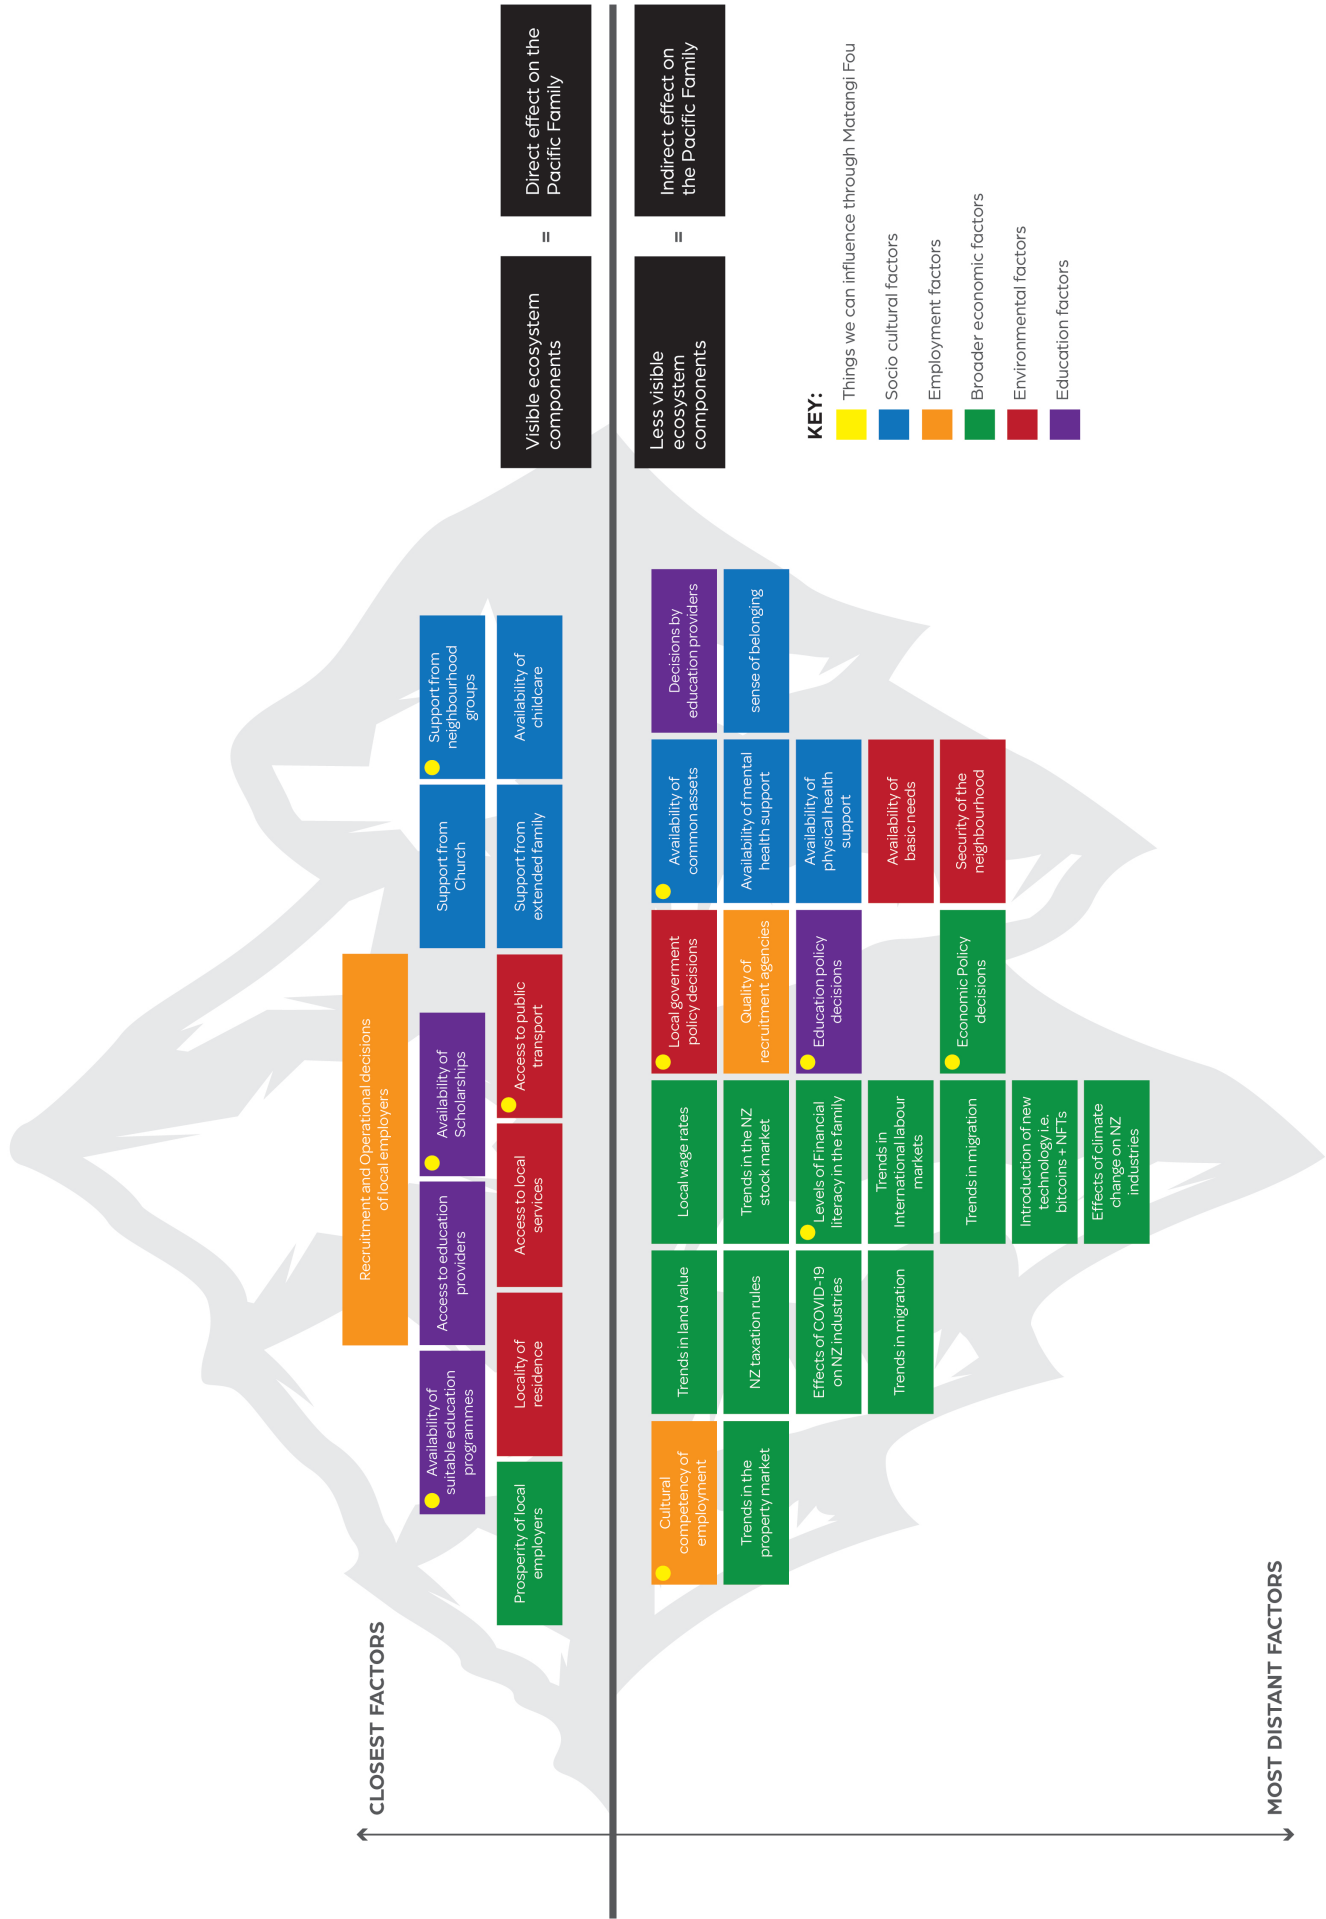 CLOSEST FACTORS
Recruitment and Operational decisions
of local employers
Availability of
suitable education
programmes
Access to education
providers
Availability of
Scholarships
Support from
Church
Support from
neighbourhood
groups
Prosperity of local
employers
Locality of
residence
Access to local
services
Access to public
transport
Support from
extended family
Availability of
childcare
Visible ecosystem
components
=
Direct effect on the
Pacific Family
Less visible
ecosystem
components
=
Indirect effect on
the Pacific Family
Cultural
competency of
employment
Trends in land value
Local wage rates
Local goverment
policy decisions
Availability of
common assets
Decisions by
education providers
Trends in the
property market
NZ taxation rules
Trends in the NZ
stock market
Quality of
recruitment agencies
Availability of mental
health support
sense of belonging
Effects of COVID-19
on NZ industries
Levels of Financial
literacy in the family
Education policy
decisions
Availability of
physical health
support
Trends in migration
Trends in
International labour
markets
Availability of
basic needs
Trends in migration
Economic Policy
decisions
Security of the
neighbourhood
Introduction of new
technology i.e.
bitcoins + NFTs
Effects of climate
change on NZ
industries
KEY:
Things we can influence through Matangi Fou
Socio cultural factors
Employment factors
Broader economic factors
Environmental factors
Education factors
MOST DISTANT FACTORS